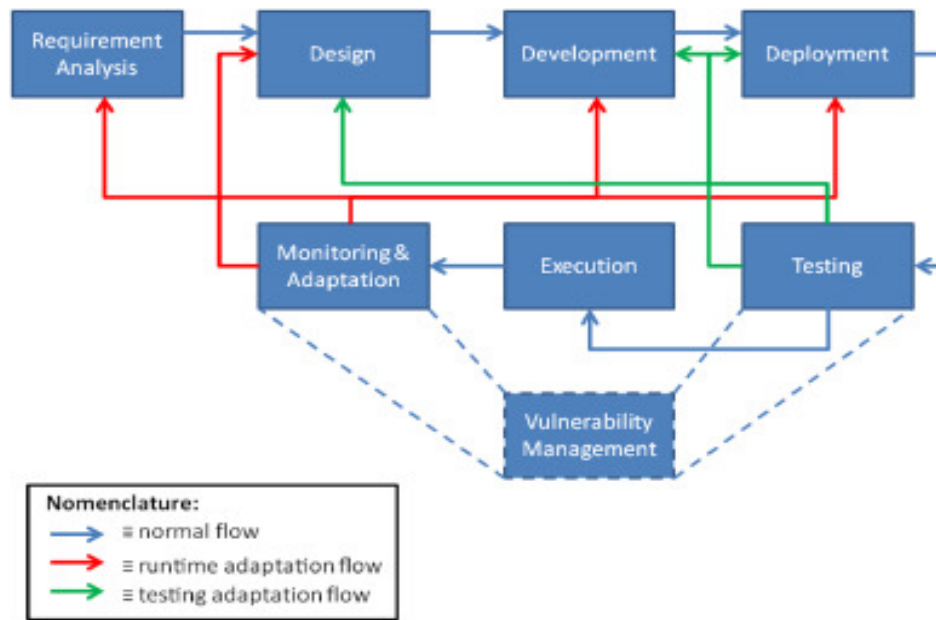 Requirement
Analysis
Design
Development
Deployment
Monitoring &
Adaptation
Execution
Testing
Vulnerability
Management
Nomenclature:
≡ normal flow
≡ runtime adaptation flow
≡ testing adaptation flow